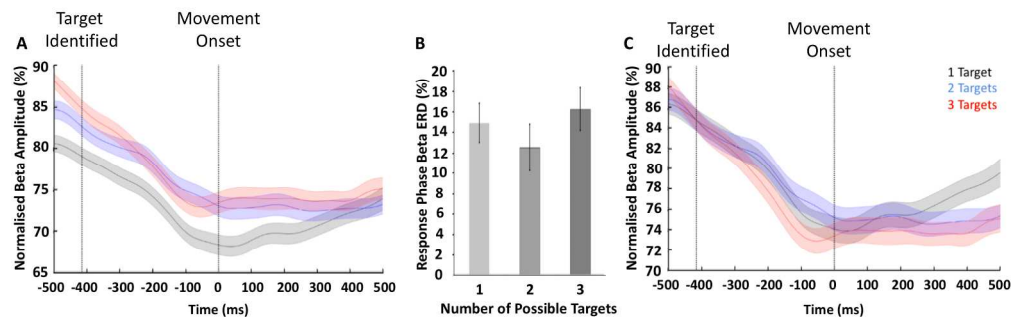 A
Target
Identified
Movement
Onset
Normalised Beta Amplitude (%)
90
85
80
75
70
65
-500 -400 -300 -200 -100 0 100 200 300 400 500
Time (ms)
B
Response Phase Beta ERD (%)
20
18
16
14
12
10
8
6
4
2
0
1 2 3
Number of Possible Targets
C
Target
Identified
Movement
Onset
1 Target
2 Targets
3 Targets
Normalised Beta Amplitude (%)
90
88
86
84
82
80
78
76
74
72
70
-500 -400 -300 -200 -100 0 100 200 300 400 500
Time (ms)